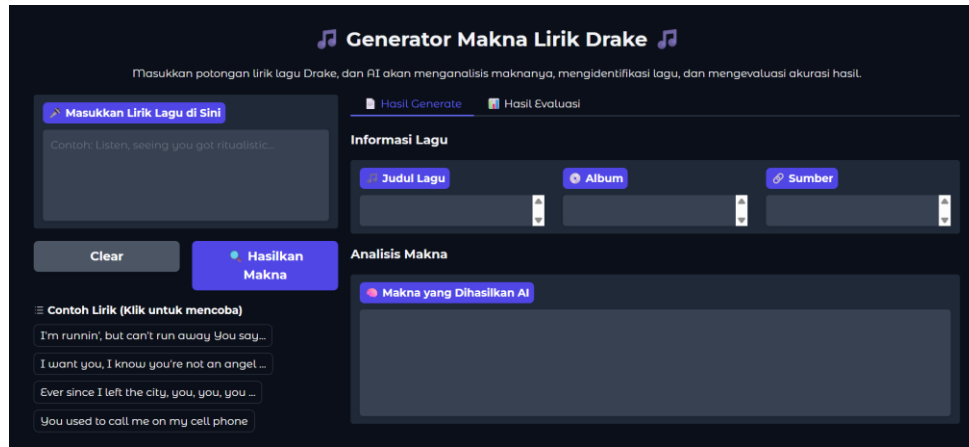 🎵 Generator Makna Lirik Drake 🎵
Masukkan potongan lirik lagu Drake, dan AI akan menganalisis maknanya, mengidentifikasi lagu, dan mengevaluasi akurasi hasil.
🎤 Masukkan Lirik Lagu di Sini
Contoh: Listen, seeing you got ritualistic...
Clear
🔍 Hasilkan
Makna
Contoh Lirik (Klik untuk mencoba)
I'm runnin', but can't run away You say...
I want you, I know you're not an angel ...
Ever since I left the city, you, you, you ...
You used to call me on my cell phone
📄 Hasil Generate
📊 Hasil Evaluasi
Informasi Lagu
🎵 Judul Lagu
💿 Album
🔗 Sumber
Analisis Makna
🧠 Makna yang Dihasilkan AI